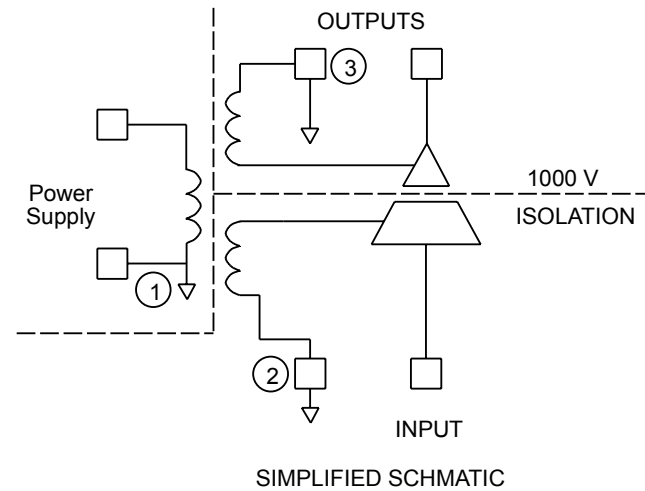 OUTPUTS
3
Power
Supply
1000 V
ISOLATION
1
2
INPUT
SIMPLIFIED SCHMATIC